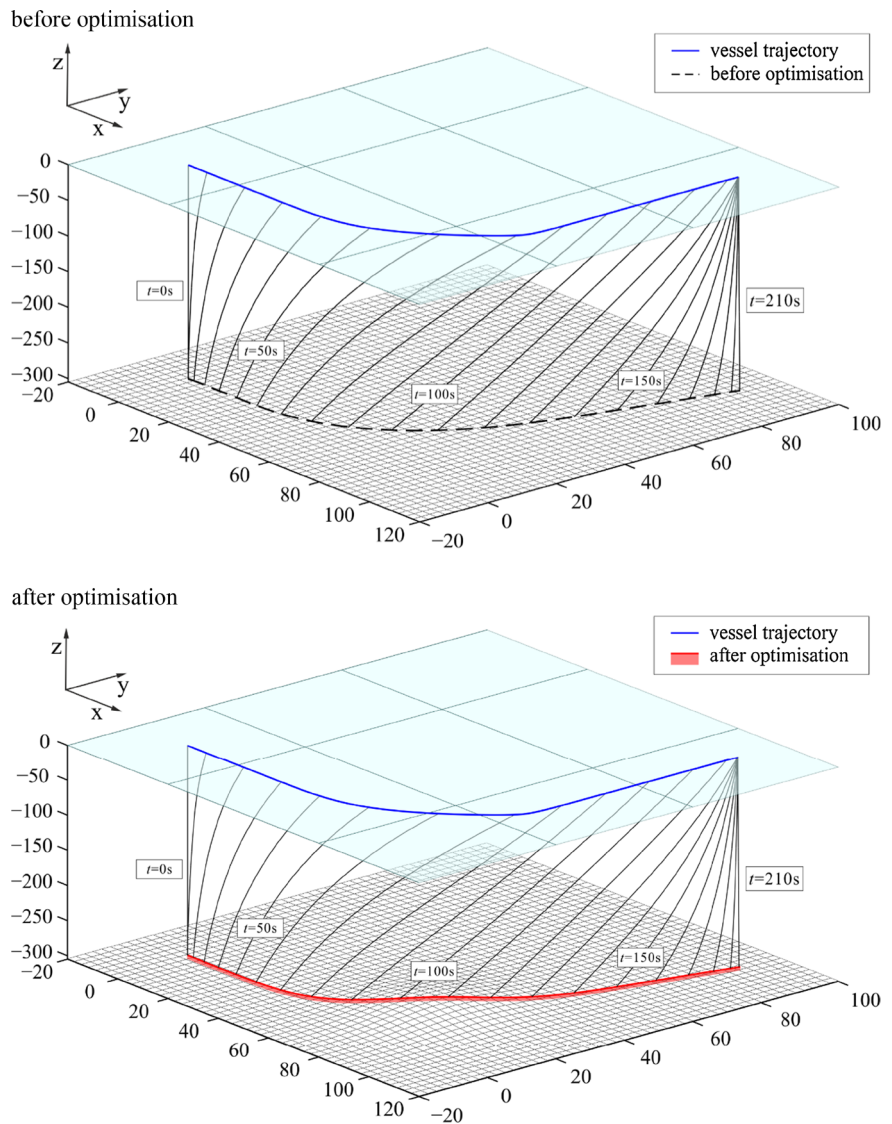 before optimisation
z
y
x
vessel trajectory
before optimisation
0
−50
−100
−150
−200
−250
−300
t=0s
t=50s
t=100s
t=150s
t=210s
−20
0
20
40
60
80
100
120
−20
0
20
40
60
80
100
after optimisation
z
y
x
vessel trajectory
after optimisation
0
−50
−100
−150
−200
−250
−300
t=0s
t=50s
t=100s
t=150s
t=210s
−20
0
20
40
60
80
100
120
−20
0
20
40
60
80
100